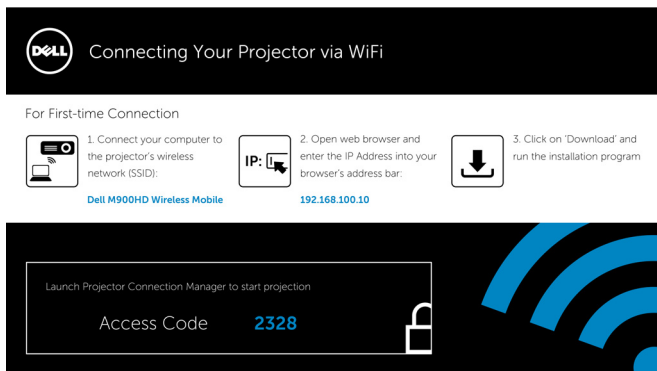 DELL
Connecting Your Projector via WiFi
For First-time Connection
1. Connect your computer to
the projector's wireless
network (SSID):
Dell M900HD Wireless Mobile
IP:
2. Open web browser and
enter the IP Address into your
browser's address bar:
192.168.100.10
3. Click on 'Download' and
run the installation program
Launch Projector Connection Manager to start projection
Access Code 2328